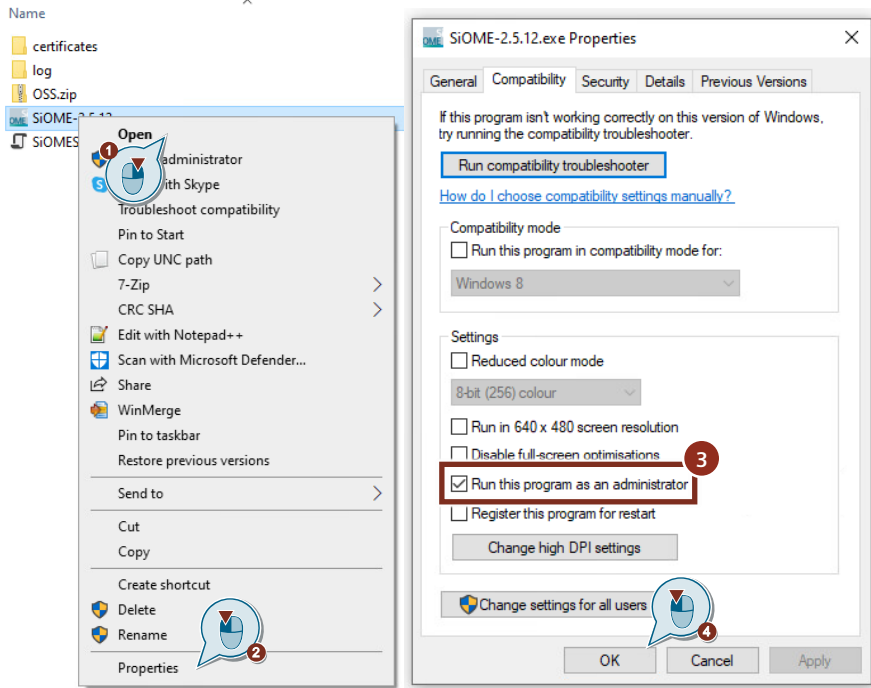 Name
certificates
log
OSS.zip
SiOME-2.5.12
SiOMES
Open
1
administrator
ith Skype
Troubleshoot compatibility
Pin to Start
Copy UNC path
7-Zip
CRC SHA
Edit with Notepad++
Scan with Microsoft Defender...
Share
WinMerge
Pin to taskbar
Restore previous versions
Send to
Cut
Copy
Create shortcut
Delete
Rename
2
Properties
OME SiOME-2.5.12.exe Properties
General Compatibility Security Details Previous Versions
If this program isn't working correctly on this version of Windows,
try running the compatibility troubleshooter.
Run compatibility troubleshooter
How do I choose compatibility settings manually?
Compatibility mode
Run this program in compatibility mode for:
Windows 8
Settings
Reduced colour mode
8-bit (256) colour
Run in 640 x 480 screen resolution
Disable full-screen optimisations
3
Run this program as an administrator
Register this program for restart
Change high DPI settings
Change settings for all users
4
OK Cancel Apply